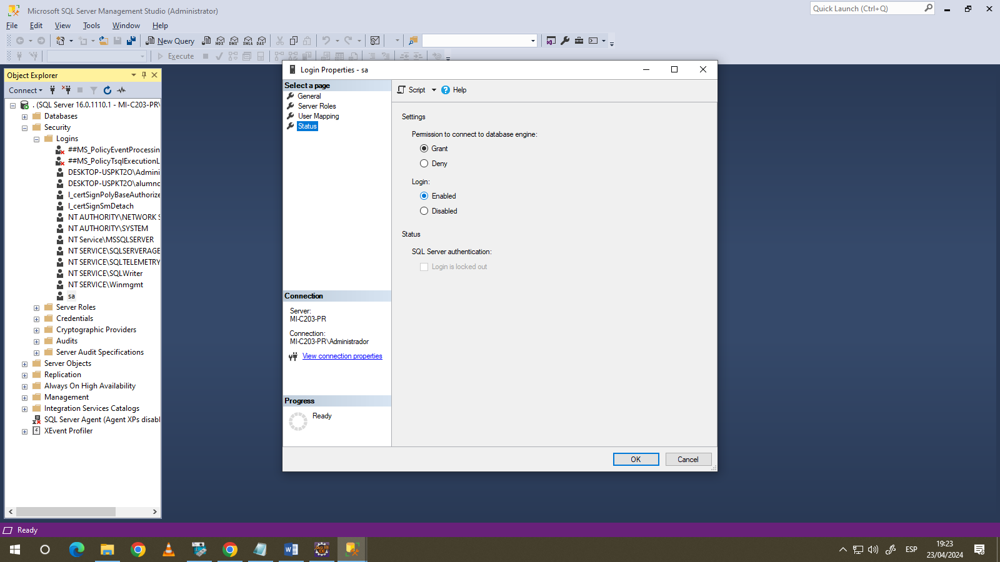 Microsoft SQL Server Management Studio (Administrator)
Quick Launch (Ctrl+Q)
File Edit View Tools Window Help
New Query
MDX DMX XMLA DAX
Execute
Object Explorer
Connect
. (SQL Server 16.0.1110.1 - MI-C203-PR\
Databases
Security
Logins
##MS_PolicyEventProcessin
##MS_PolicyTsqlExecutionL
DESKTOP-USPKT2O\Admini
DESKTOP-USPKT2O\alumno
l_certSignPolyBaseAuthorize
l_certSignSmDetach
NT AUTHORITY\NETWORK S
NT AUTHORITY\SYSTEM
NT Service\MSSQLSERVER
NT SERVICE\SQLSERVERAGE
NT SERVICE\SQLTELEMETRY
NT SERVICE\SQLWriter
NT SERVICE\Winmgmt
sa
Server Roles
Credentials
Cryptographic Providers
Audits
Server Audit Specifications
Server Objects
Replication
Always On High Availability
Management
Integration Services Catalogs
SQL Server Agent (Agent XPs disabl
XEvent Profiler
Login Properties - sa
Select a page
General
Server Roles
User Mapping
Status
Connection
Server:
MI-C203-PR
Connection:
MI-C203-PR\Administrador
View connection properties
Progress
Ready
Script Help
Settings
Permission to connect to database engine:
Grant
Deny
Login:
Enabled
Disabled
Status
SQL Server authentication:
Login is locked out
OK Cancel
Ready
ESP
19:23
23/04/2024